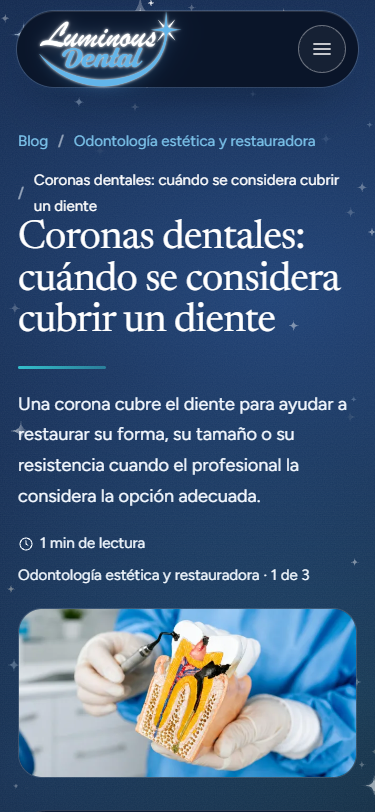 Luminous
Dental
Blog / Odontología estética y restauradora
/ Coronas dentales: cuándo se considera cubrir
un diente
Coronas dentales:
cuándo se considera
cubrir un diente
Una corona cubre el diente para ayudar a
restaurar su forma, su tamaño o su
resistencia cuando el profesional la
considera la opción adecuada.
1 min de lectura
Odontología estética y restauradora · 1 de 3